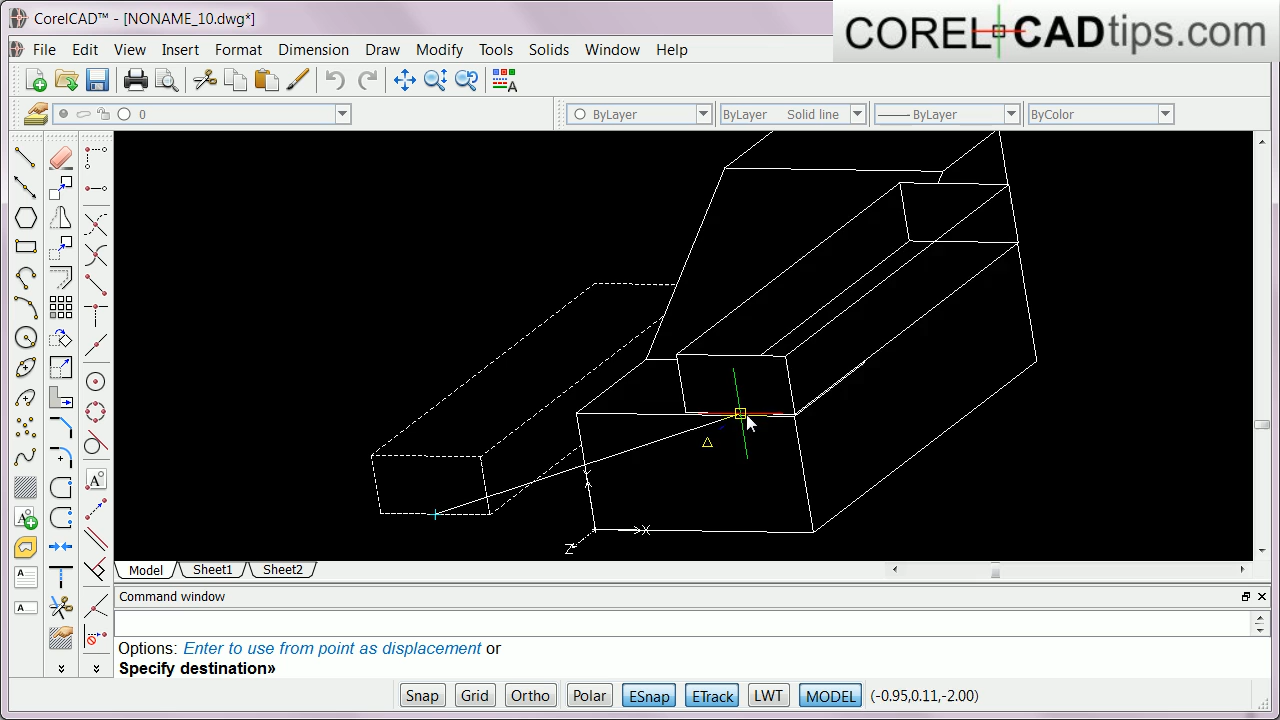 CorelCAD™ - [NONAME_10.dwg*]
COREL CADtips.com
File Edit View Insert Format Dimension Draw Modify Tools Solids Window Help
A
0 ByLayer ByLayer Solid line ByLayer ByColor
A
A
A
A
Y
X
Z
Model Sheet1 Sheet2
Command window
Options: Enter to use from point as displacement or
Specify destination»
Snap Grid Ortho Polar ESnap ETrack LWT MODEL (-0.95,0.11,-2.00)